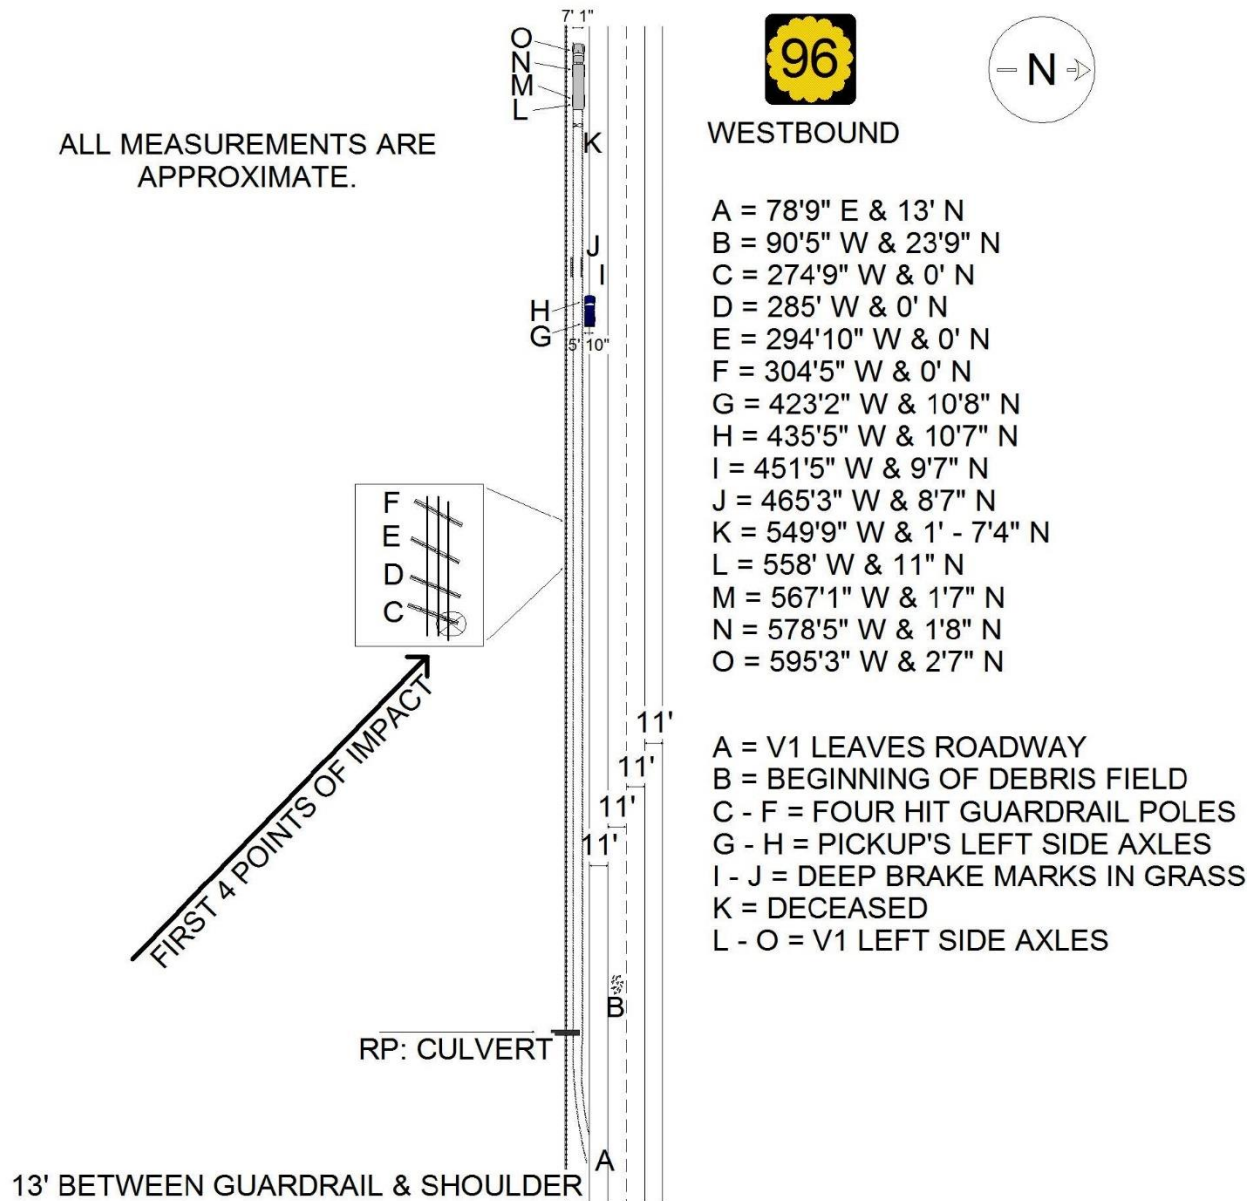 7' 1"
O
N
M
L
K
96
WESTBOUND
N
ALL MEASUREMENTS ARE
APPROXIMATE.
J
I
H
G
5' 10"
F
E
D
C
FIRST 4 POINTS OF IMPACT
11'
11'
11'
11'
B
RP: CULVERT
A
13' BETWEEN GUARDRAIL & SHOULDER
A = 78'9" E & 13' N
B = 90'5" W & 23'9" N
C = 274'9" W & 0' N
D = 285' W & 0' N
E = 294'10" W & 0' N
F = 304'5" W & 0' N
G = 423'2" W & 10'8" N
H = 435'5" W & 10'7" N
I = 451'5" W & 9'7" N
J = 465'3" W & 8'7" N
K = 549'9" W & 1' - 7'4" N
L = 558' W & 11" N
M = 567'1" W & 1'7" N
N = 578'5" W & 1'8" N
O = 595'3" W & 2'7" N
A = V1 LEAVES ROADWAY
B = BEGINNING OF DEBRIS FIELD
C - F = FOUR HIT GUARDRAIL POLES
G - H = PICKUP'S LEFT SIDE AXLES
I - J = DEEP BRAKE MARKS IN GRASS
K = DECEASED
L - O = V1 LEFT SIDE AXLES